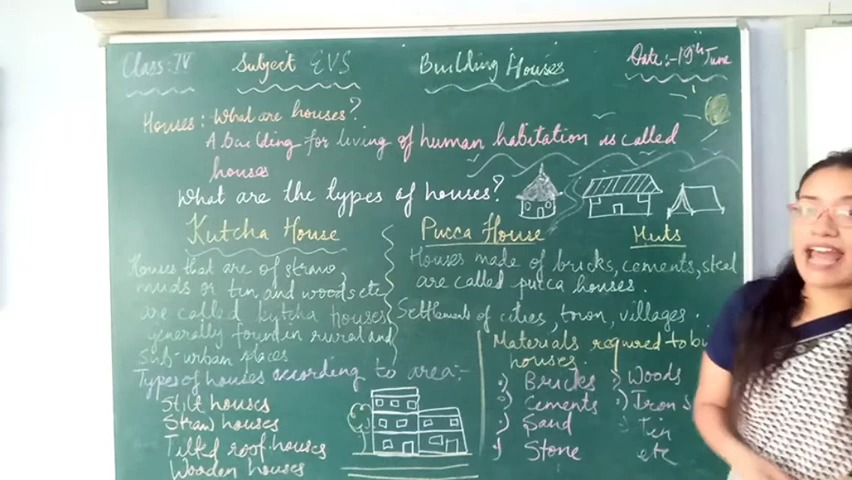 Class: IV Subject EVS Building Houses Date:-19th June
Houses: What are houses?
A building for living of human habitation is called
houses
What are the types of houses?
Kutcha House Pucca House Huts
Houses that are of straw,
muds or tin, and woods etc
are called kutcha houses
generally found in rural and
Sub-urban places
Houses made of bricks, cements, steel
are called pucca houses.
Settlements of cities, town, villages.
Types of houses according to area:-
Stilt houses
Straw houses
Tilled roof houses
Wooden houses
Materials required to bu
houses.
Bricks
Cements
Sand
Stone
Woods
Iron s
Tin
etc